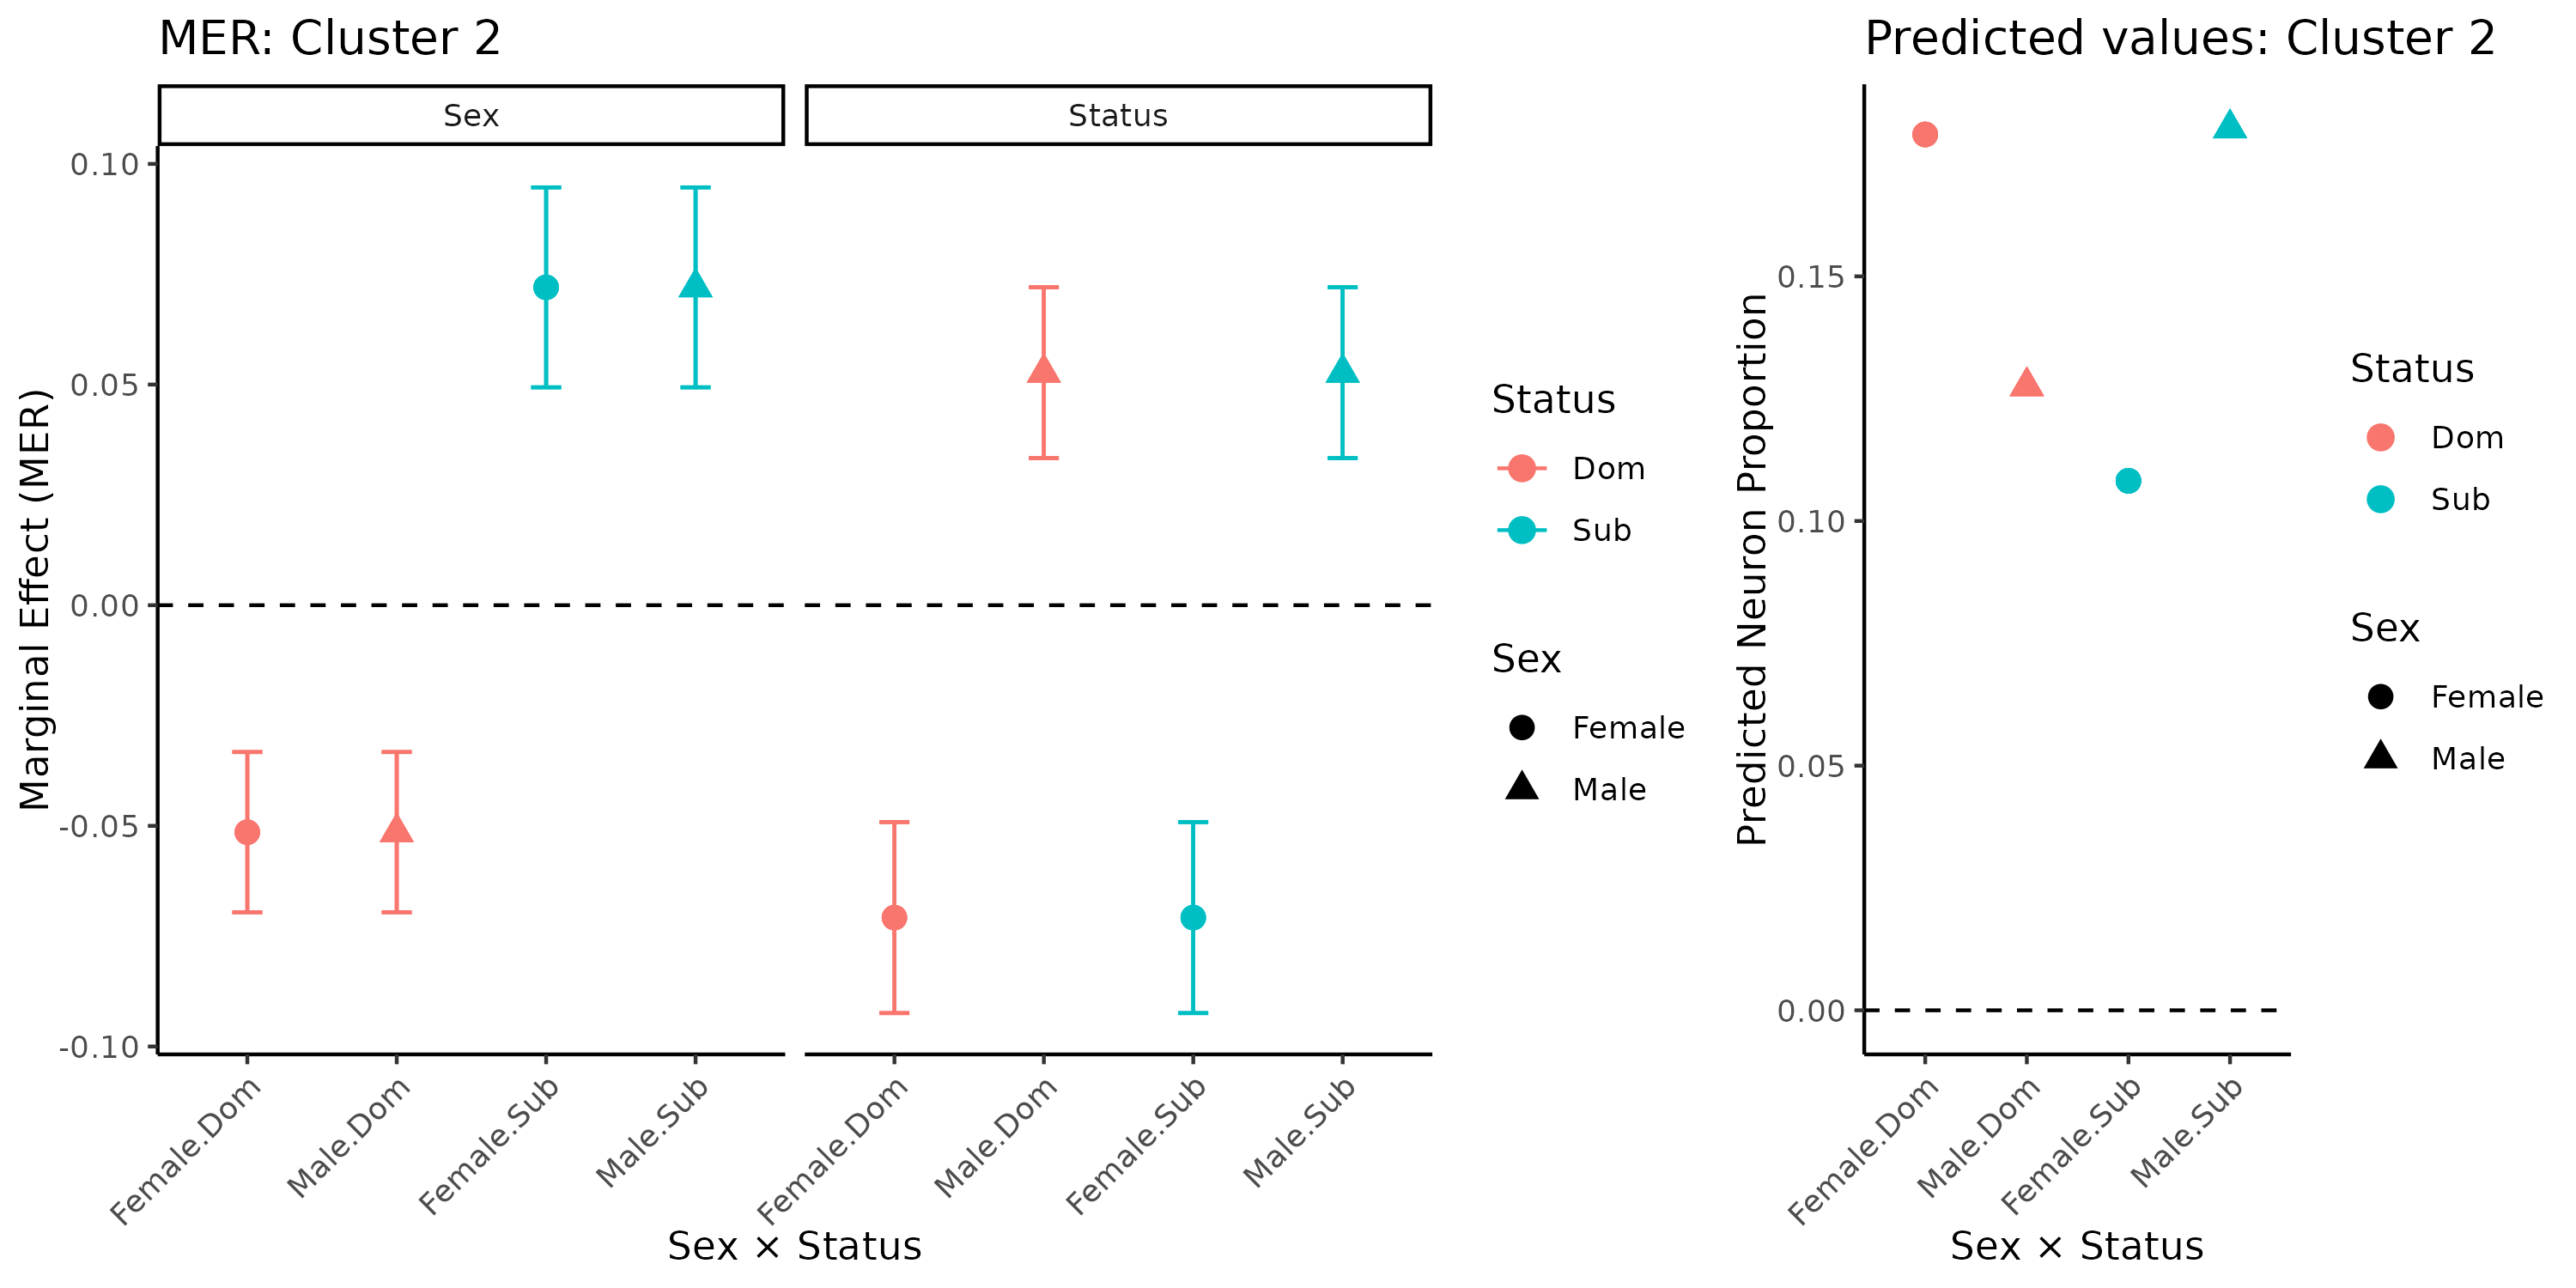 MER: Cluster 2
Sex
Status
Marginal Effect (MER)
0.10
0.05
0.00
-0.05
-0.10
Female.Dom
Male.Dom
Female.Sub
Male.Sub
Female.Dom
Male.Dom
Female.Sub
Male.Sub
Sex × Status
Status
Dom
Sub
Sex
Female
Male
Predicted values: Cluster 2
Predicted Neuron Proportion
0.15
0.10
0.05
0.00
Female.Dom
Male.Dom
Female.Sub
Male.Sub
Sex × Status
Status
Dom
Sub
Sex
Female
Male